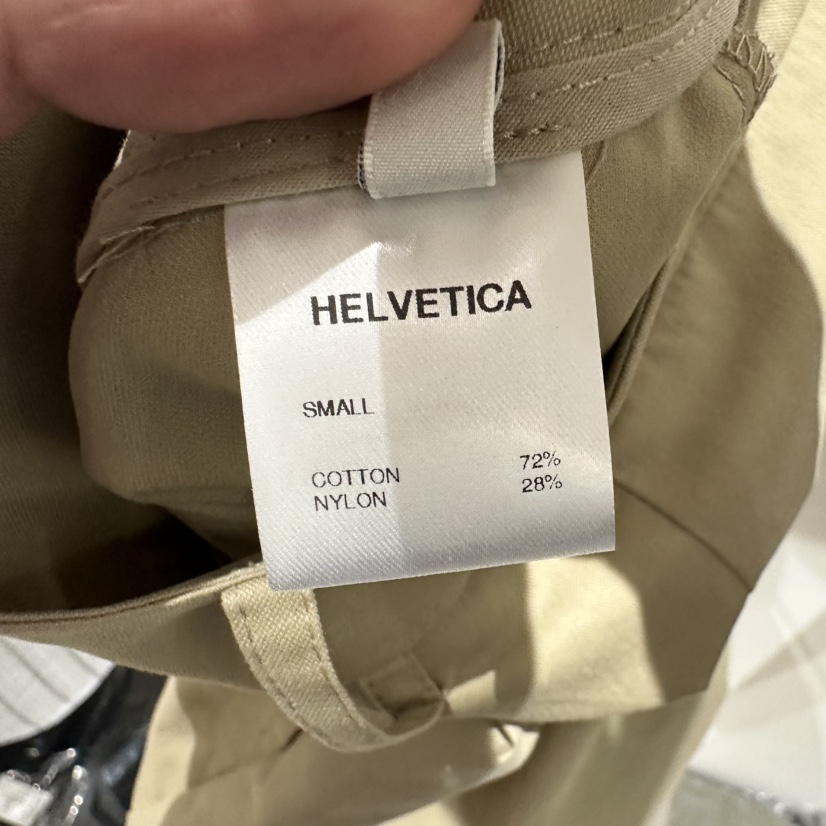 HELVETICA
SMALL
COTTON 72%
NYLON 28%